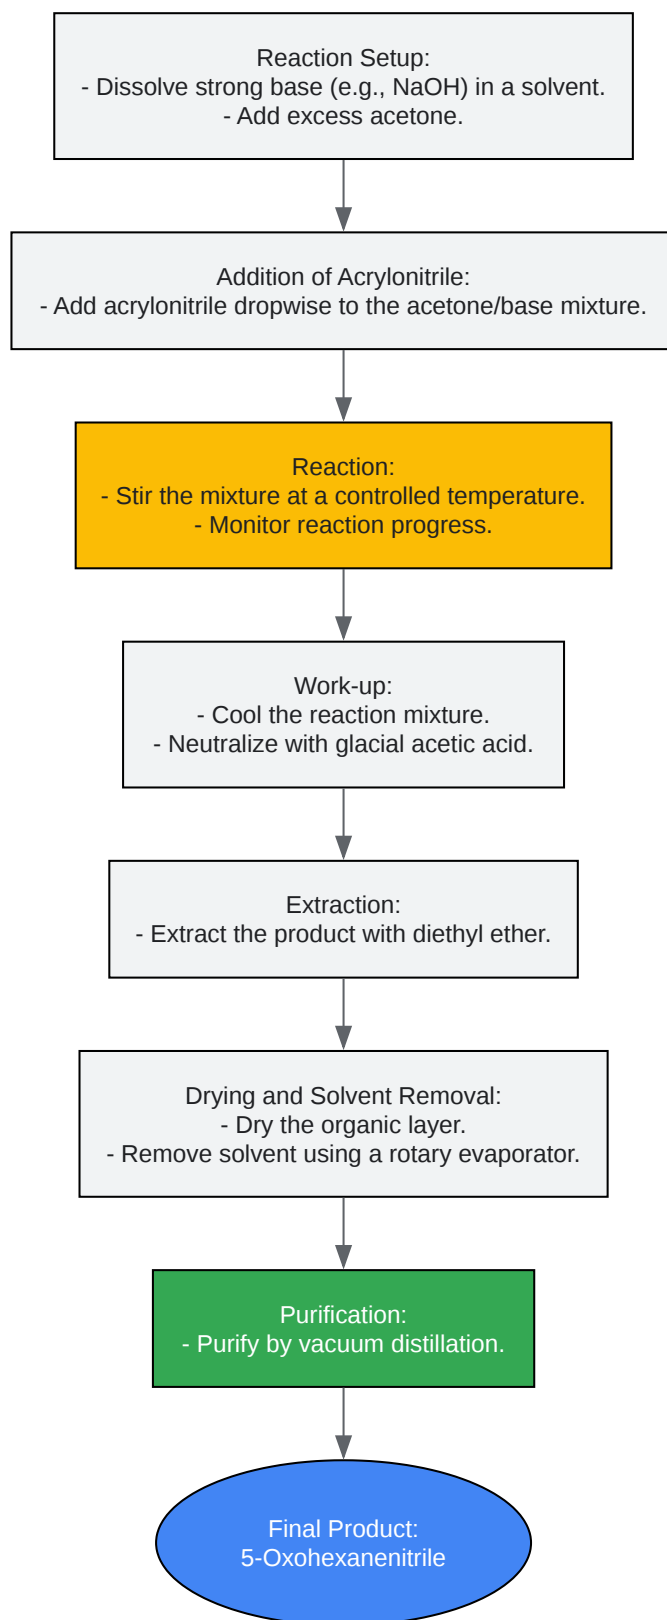 Reaction Setup:
- Dissolve strong base (e.g., NaOH) in a solvent.
- Add excess acetone.
Addition of Acrylonitrile:
- Add acrylonitrile dropwise to the acetone/base mixture.
Reaction:
- Stir the mixture at a controlled temperature.
- Monitor reaction progress.
Work-up:
- Cool the reaction mixture.
- Neutralize with glacial acetic acid.
Extraction:
- Extract the product with diethyl ether.
Drying and Solvent Removal:
- Dry the organic layer.
- Remove solvent using a rotary evaporator.
Purification:
- Purify by vacuum distillation.
Final Product:
5-Oxohexanenitrile